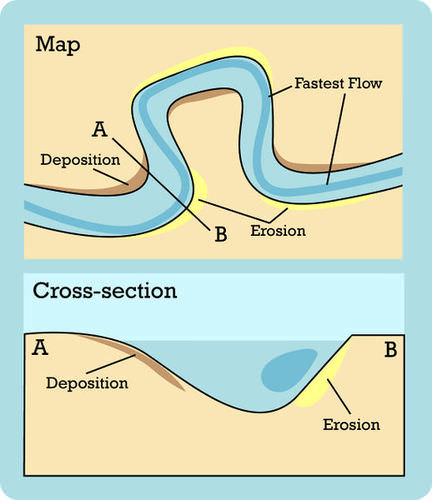 Map
Fastest Flow
A
Deposition
B
Erosion
Cross-section
A
B
Deposition
Erosion